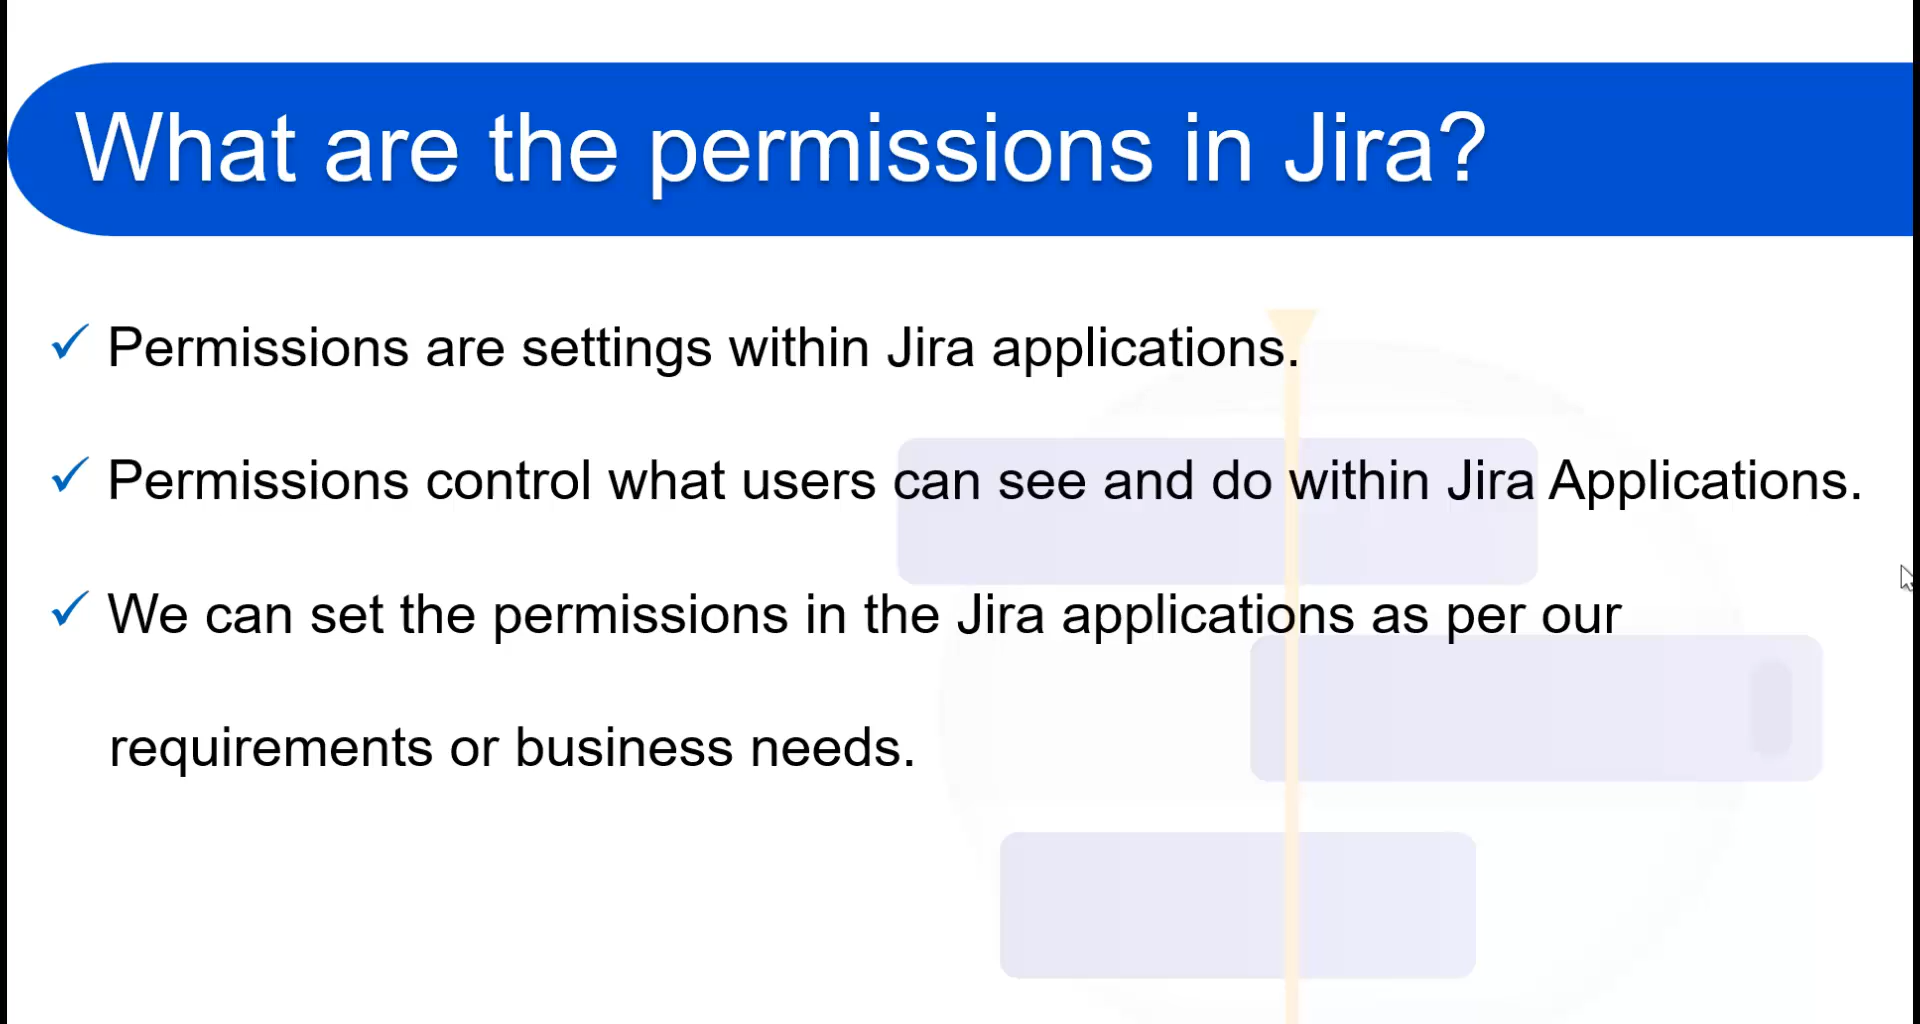 What are the permissions in Jira?
✓ Permissions are settings within Jira applications.
✓ Permissions control what users can see and do within Jira Applications.
✓ We can set the permissions in the Jira applications as per our
requirements or business needs.